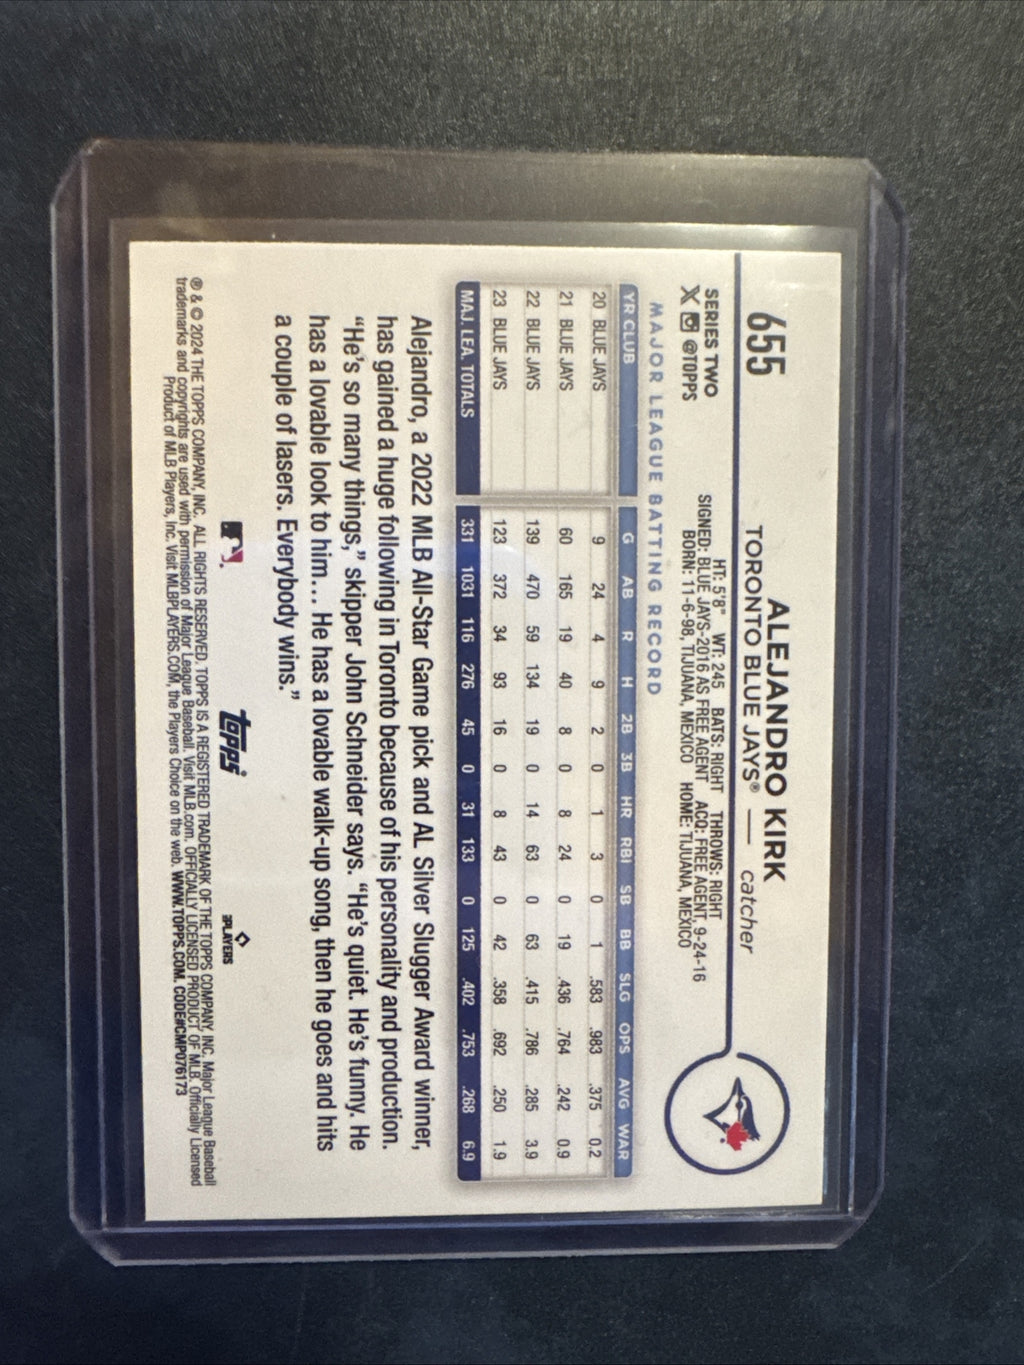 655
ALEJANDRO KIRK
TORONTO BLUE JAYS® — catcher
SERIES TWO
X @TOPPS
HT: 5'8" WT: 245 BATS: RIGHT THROWS: RIGHT
SIGNED: BLUE JAYS-2016 AS FREE AGENT ACQ: FREE AGENT, 9-24-16
BORN: 11-6-98, TIJUANA, MEXICO HOME: TIJUANA, MEXICO
MAJOR LEAGUE BATTING RECORD
YR CLUB G AB R H 2B 3B HR RBI SB BB SLG OPS AVG WAR
20 BLUE JAYS 9 24 4 9 2 0 1 3 0 1 .583 .983 .375 0.2
21 BLUE JAYS 60 165 19 40 8 0 8 24 0 19 .436 .764 .242 0.9
22 BLUE JAYS 139 470 59 134 19 0 14 63 0 63 .415 .786 .285 3.9
23 BLUE JAYS 123 372 34 93 16 0 8 43 0 42 .358 .692 .250 1.9
MAJ. LEA. TOTALS 331 1031 116 276 45 0 31 133 0 125 .402 .753 .268 6.9
Alejandro, a 2022 MLB All-Star Game pick and AL Silver Slugger Award winner,
has gained a huge following in Toronto because of his personality and production.
“He's so many things,” skipper John Schneider says. “He's quiet. He's funny. He
has a lovable look to him… He has a lovable walk-up song, then he goes and hits
a couple of lasers. Everybody wins.”
topps
PLAYERS
® & © 2024 THE TOPPS COMPANY, INC. ALL RIGHTS RESERVED. TOPPS IS A REGISTERED TRADEMARK OF THE TOPPS COMPANY, INC. Major League Baseball
trademarks and copyrights are used with permission of Major League Baseball. Visit MLB.com. OFFICIALLY LICENSED PRODUCT OF MLB. Officially Licensed
Product of MLB Players, Inc. Visit MLBPLAYERS.COM, the Players Choice on the web. WWW.TOPPS.COM. CODE#CMP076173